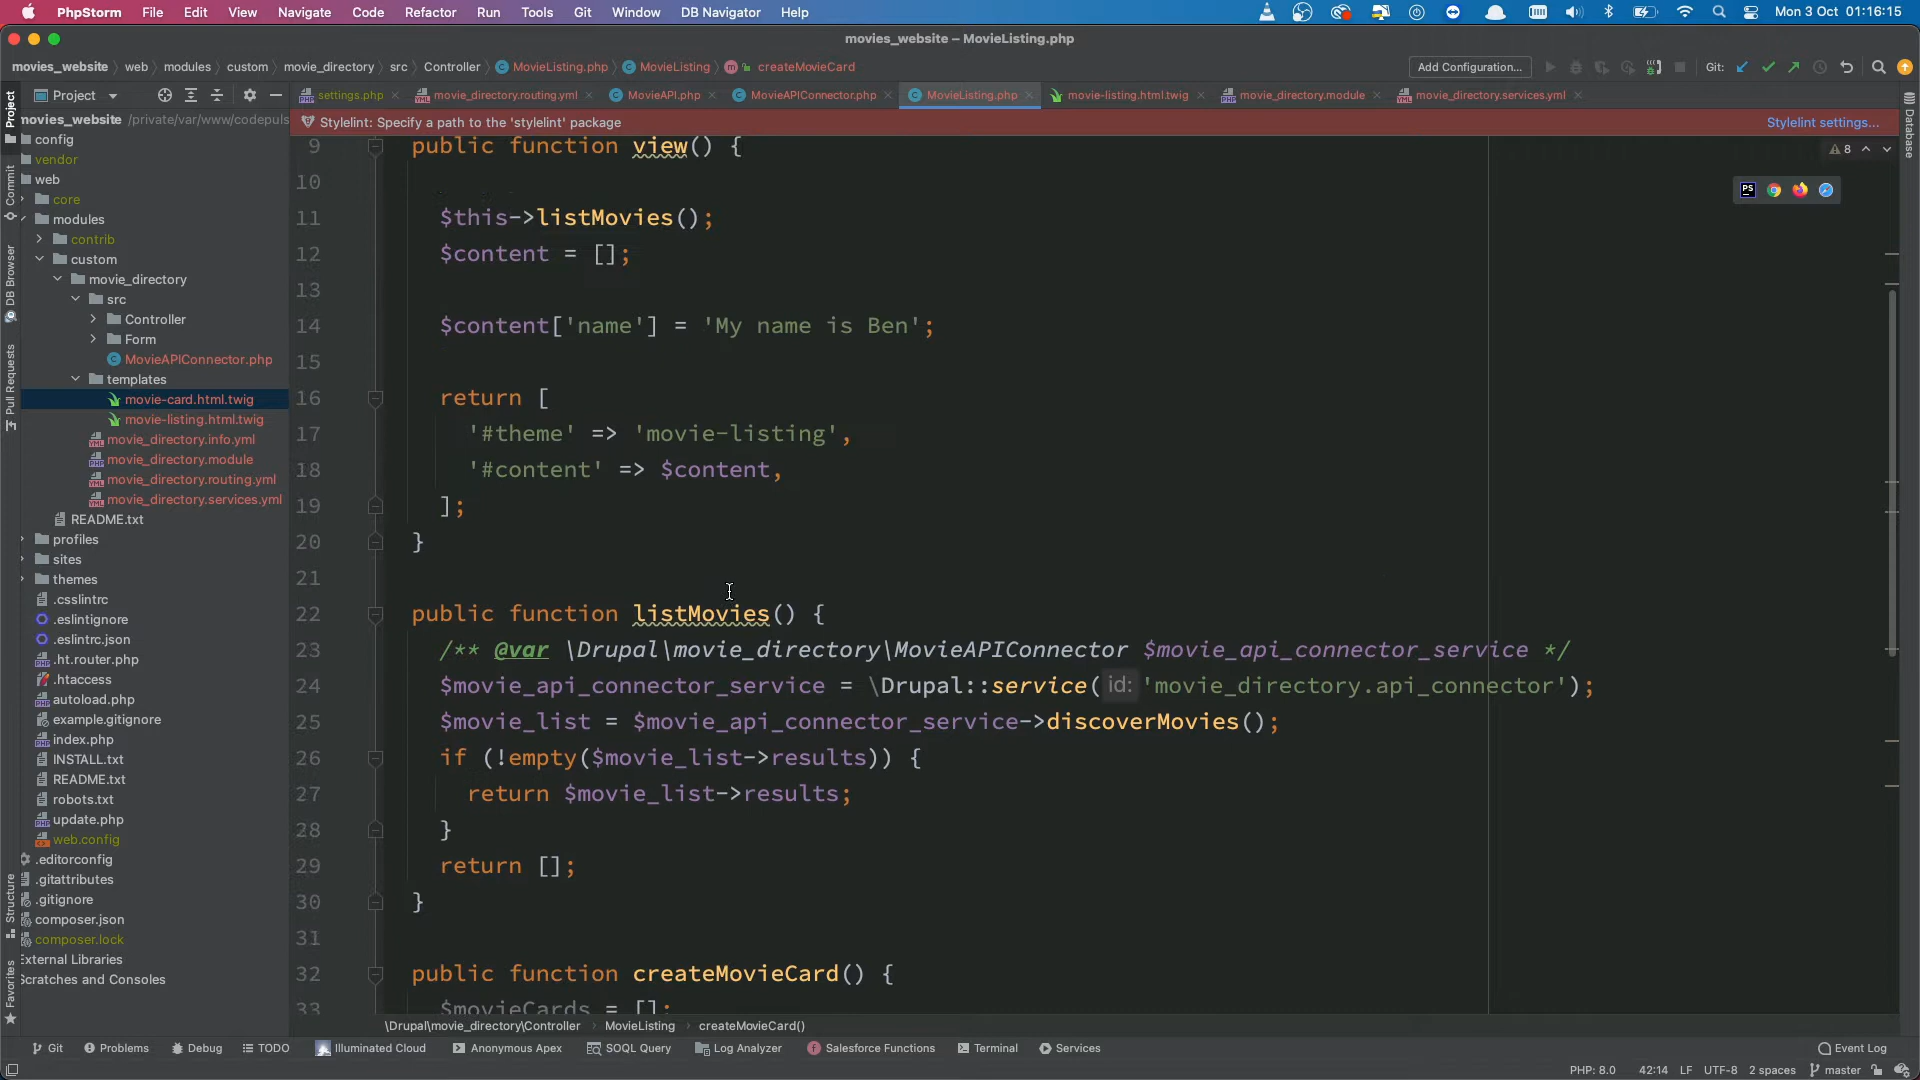 PhpStorm File Edit View Navigate Code Refactor Run Tools Git Window DB Navigator Help Mon 3 Oct 01:16:15
movies_website – MovieListing.php
movies_website web modules custom movie_directory src Controller MovieListing.php MovieListing createMovieCard Add Configuration... Git:
Project settings.php movie_directory.routing.yml MovieAPI.php MovieAPIConnector.php MovieListing.php movie-listing.html.twig movie_directory.module movie_directory.services.yml
movies_website /private/var/www/codepuls
Stylelint: Specify a path to the 'stylelint' package Stylelint settings...
config
vendor
web
core
modules
contrib
custom
movie_directory
src
Controller
Form
MovieAPIConnector.php
templates
movie-card.html.twig
movie-listing.html.twig
movie_directory.info.yml
movie_directory.module
movie_directory.routing.yml
movie_directory.services.yml
README.txt
profiles
sites
themes
.csslintrc
.eslintignore
.eslintrc.json
.ht.router.php
.htaccess
autoload.php
example.gitignore
index.php
INSTALL.txt
README.txt
robots.txt
update.php
web.config
.editorconfig
.gitattributes
.gitignore
composer.json
composer.lock
External Libraries
Scratches and Consoles
Project
Commit
DB Browser
Pull Requests
Structure
Favorites
Database
8
PS
9 public function view() {
10
11 $this->listMovies();
12 $content = [];
13
14 $content['name'] = 'My name is Ben';
15
16 return [
17 '#theme' => 'movie-listing',
18 '#content' => $content,
19 ];
20 }
21
22 public function listMovies() {
23 /** @var \Drupal\movie_directory\MovieAPIConnector $movie_api_connector_service */
24 $movie_api_connector_service = \Drupal::service( id: 'movie_directory.api_connector');
25 $movie_list = $movie_api_connector_service->discoverMovies();
26 if (!empty($movie_list->results)) {
27 return $movie_list->results;
28 }
29 return [];
30 }
31
32 public function createMovieCard() {
33 $movieCards = [];
\Drupal\movie_directory\Controller MovieListing createMovieCard()
Git Problems Debug TODO Illuminated Cloud Anonymous Apex SOQL Query Log Analyzer Salesforce Functions Terminal Services Event Log
PHP: 8.0 42:14 LF UTF-8 2 spaces master